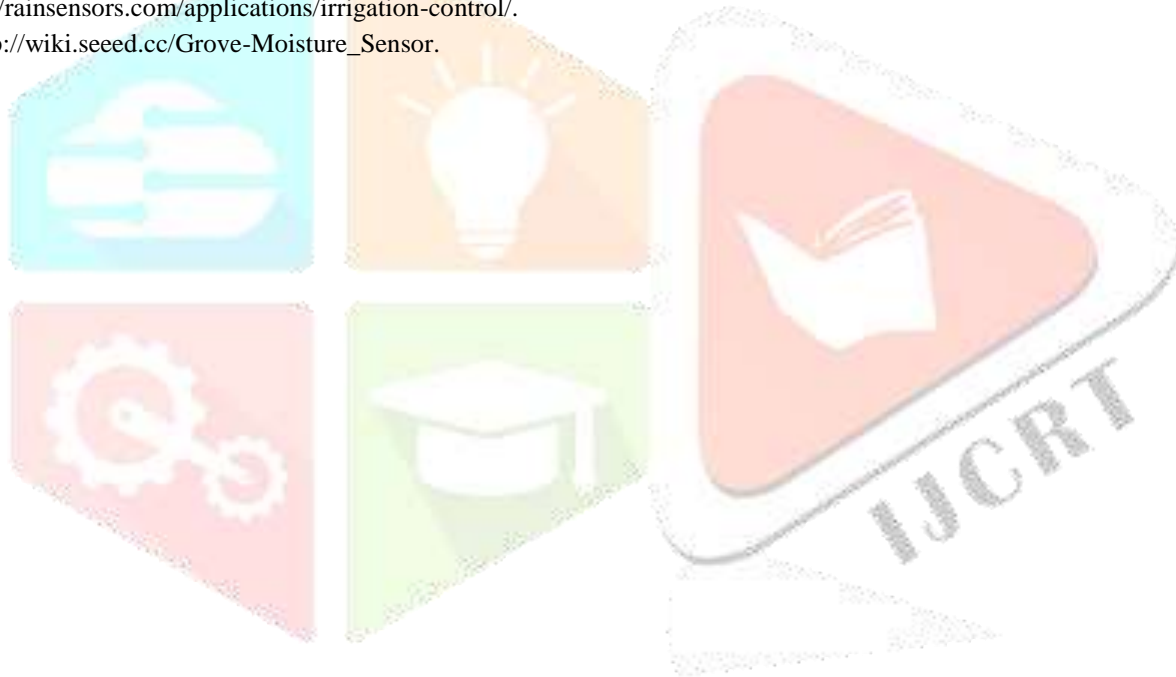 /rainsensors.com/applications/irrigation-control/.
://wiki.seeed.cc/Grove-Moisture_Sensor.
IJCRT